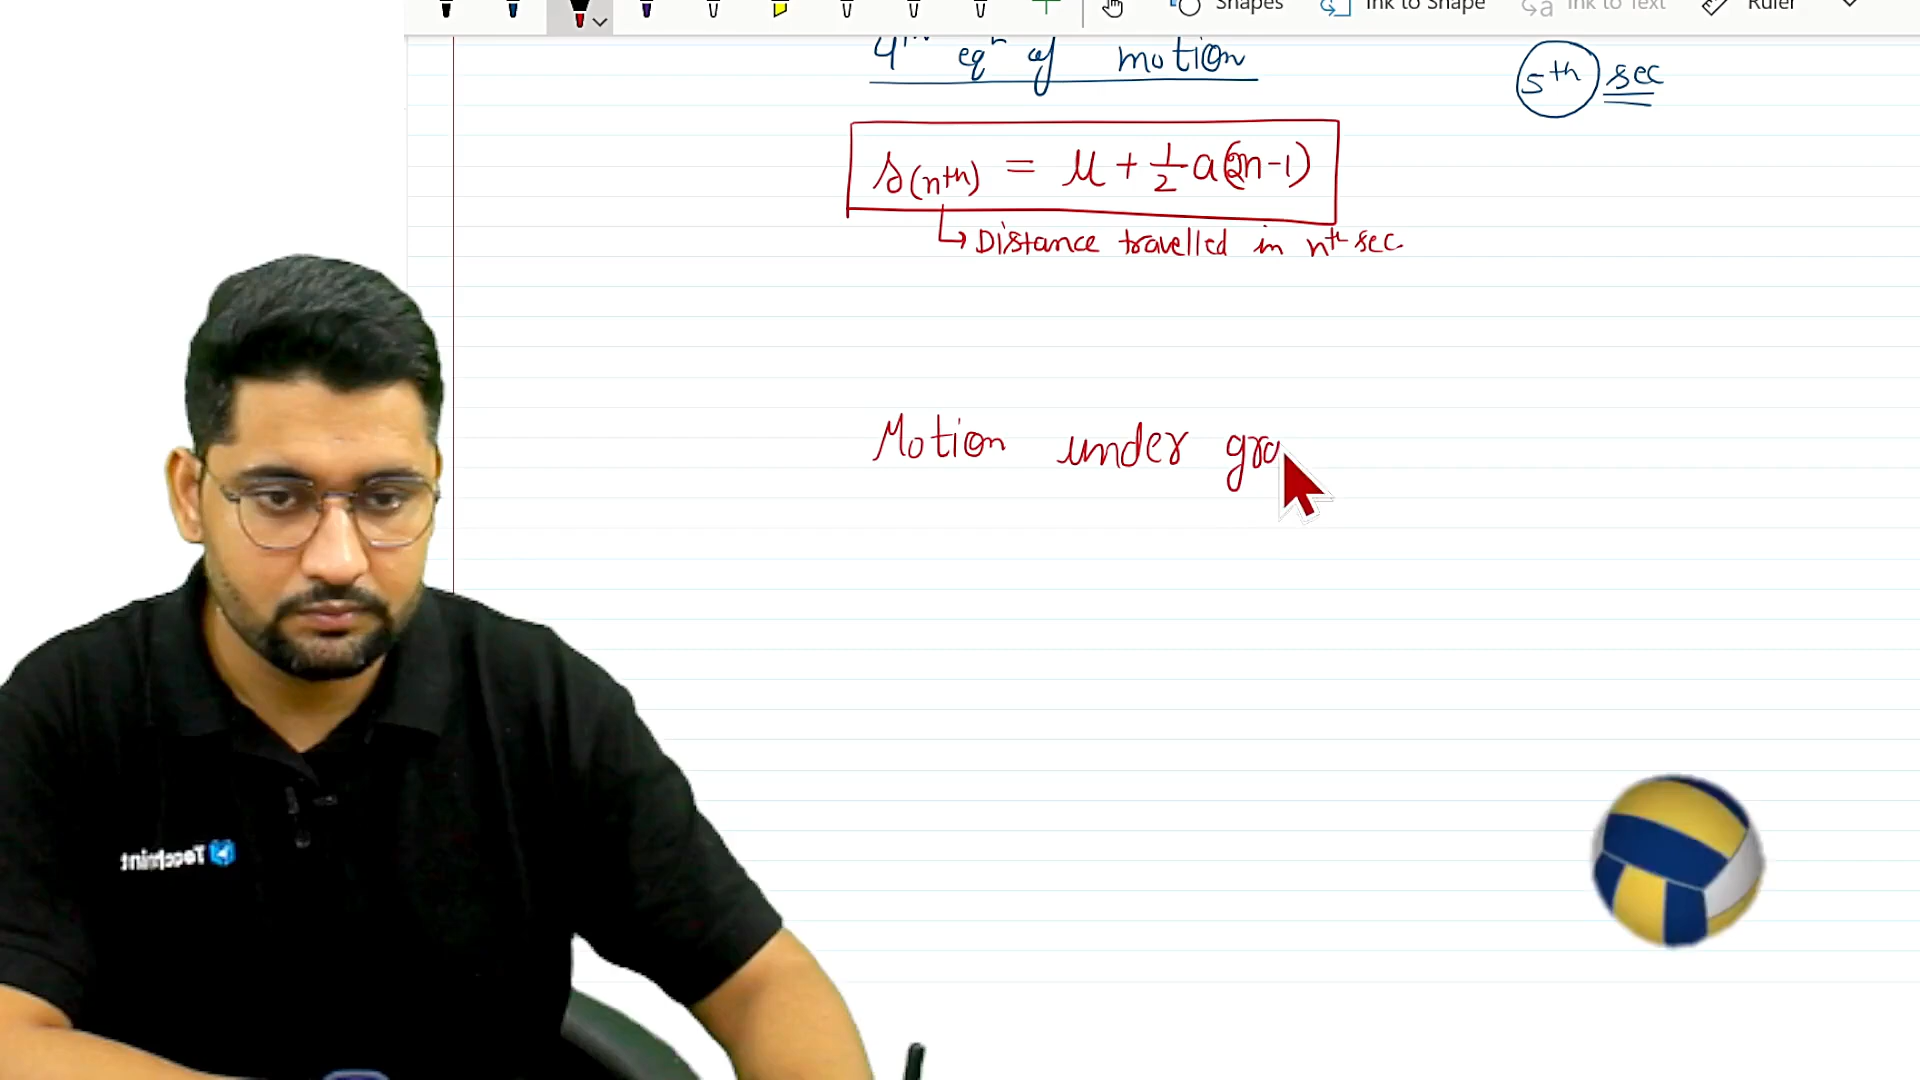 Shapes Ink to Shape Ink to Text Ruler
4th eqn of motion
5th sec
s(nth) = u + 1/2 a(2n-1)
↳ Distance travelled in nth sec
Motion under gra
Teachmint